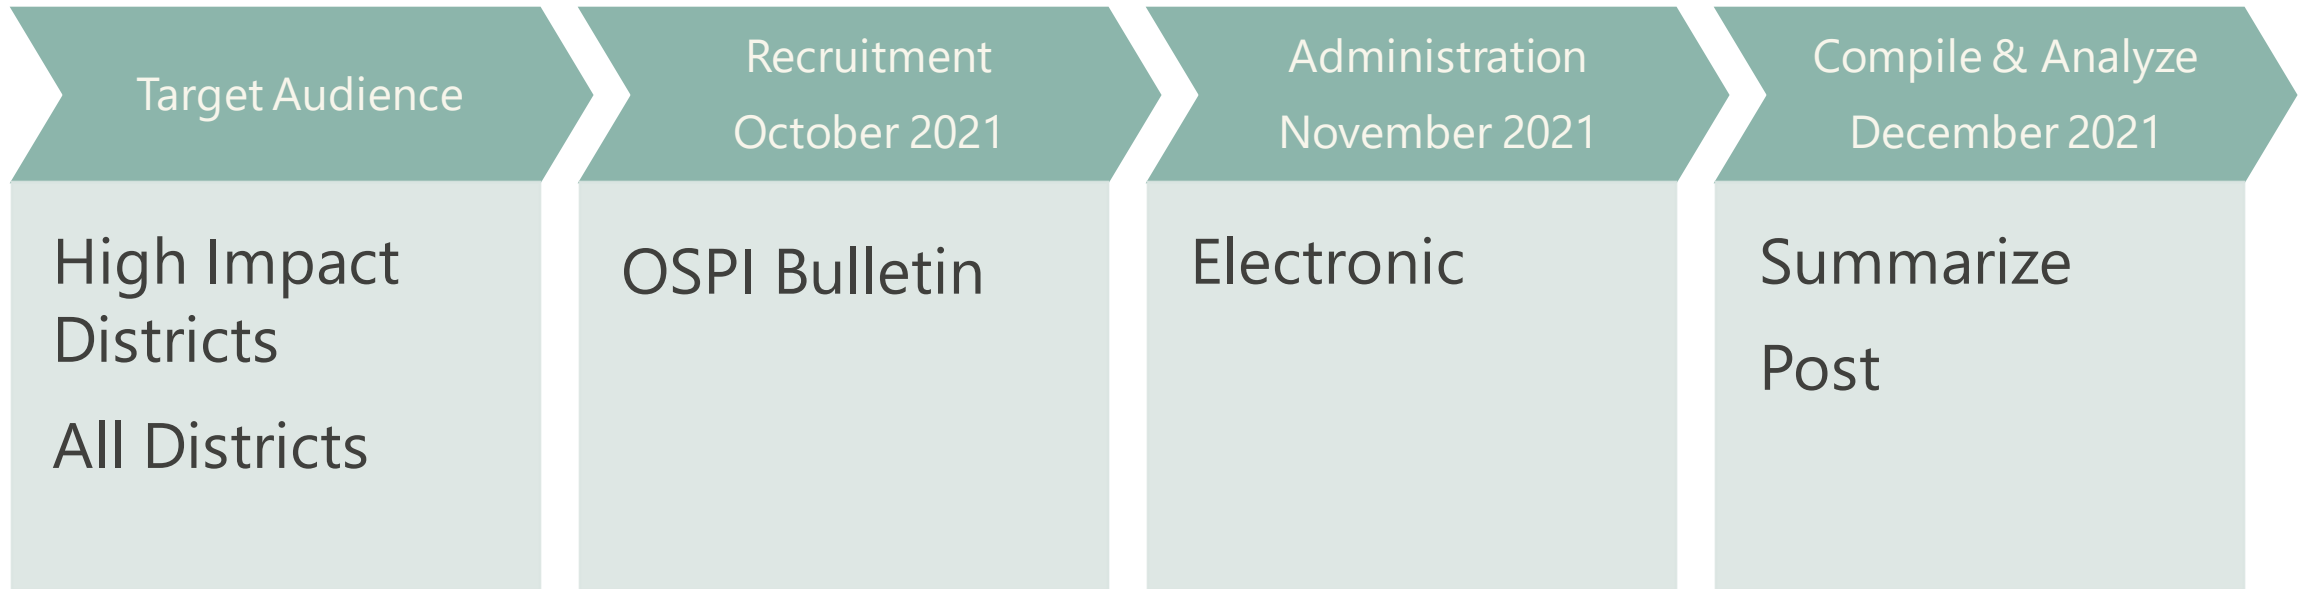 Target Audience
High Impact
Districts
All Districts
Recruitment
October 2021
OSPI Bulletin
Administration
November 2021
Electronic
Compile & Analyze
December 2021
Summarize
Post